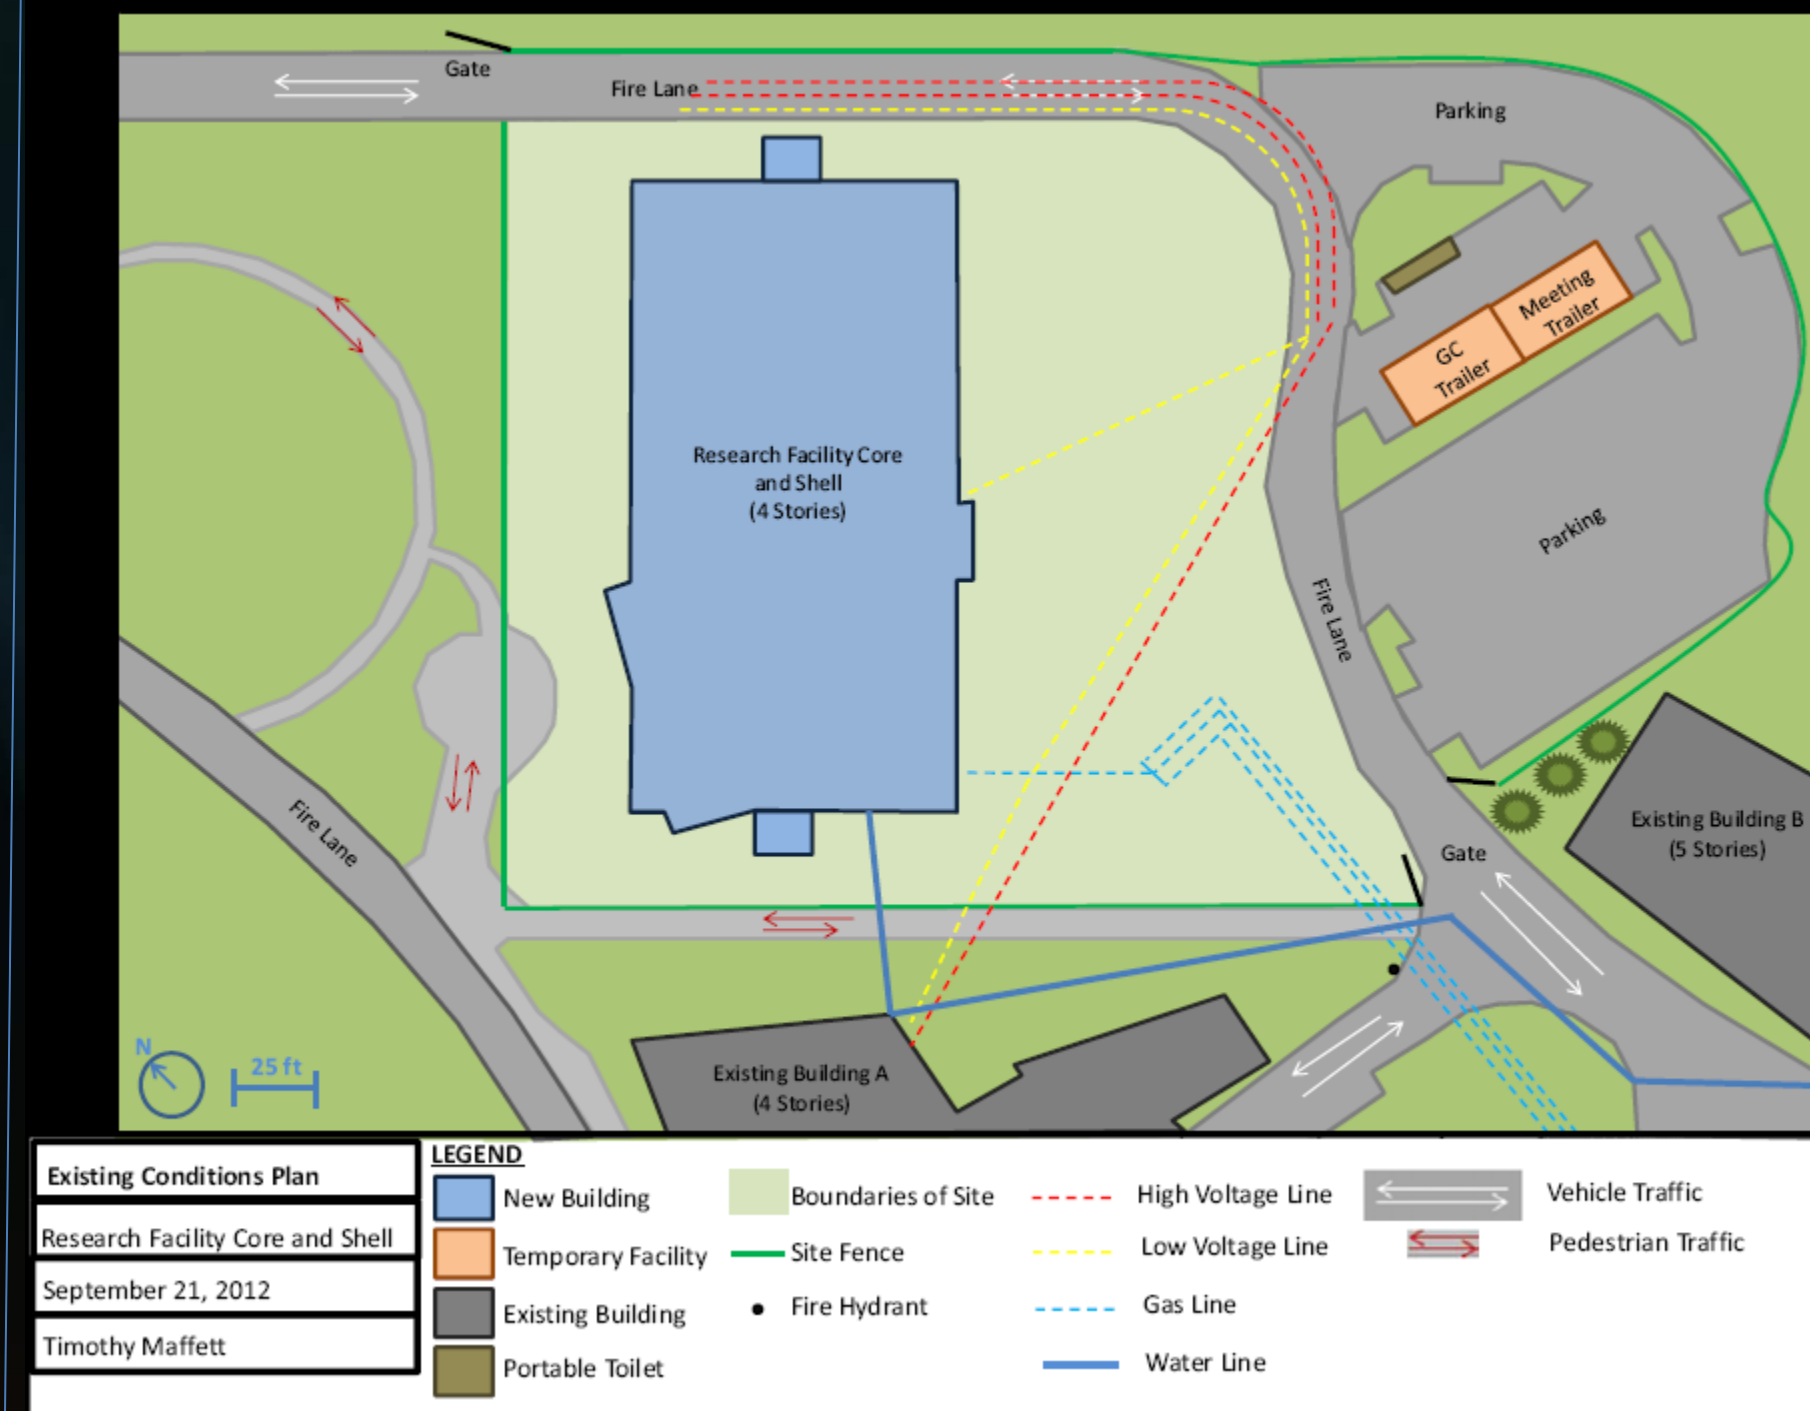 Gate
Fire Lane
Parking
Meeting
Trailer
GC
Trailer
Research Facility Core
and Shell
(4 Stories)
Parking
Fire Lane
Fire Lane
Existing Building B
(5 Stories)
Gate
N
25 ft
Existing Building A
(4 Stories)
Existing Conditions Plan
Research Facility Core and Shell
September 21, 2012
Timothy Maffett
LEGEND
New Building
Temporary Facility
Existing Building
Portable Toilet
Boundaries of Site
Site Fence
Fire Hydrant
High Voltage Line
Low Voltage Line
Gas Line
Water Line
Vehicle Traffic
Pedestrian Traffic